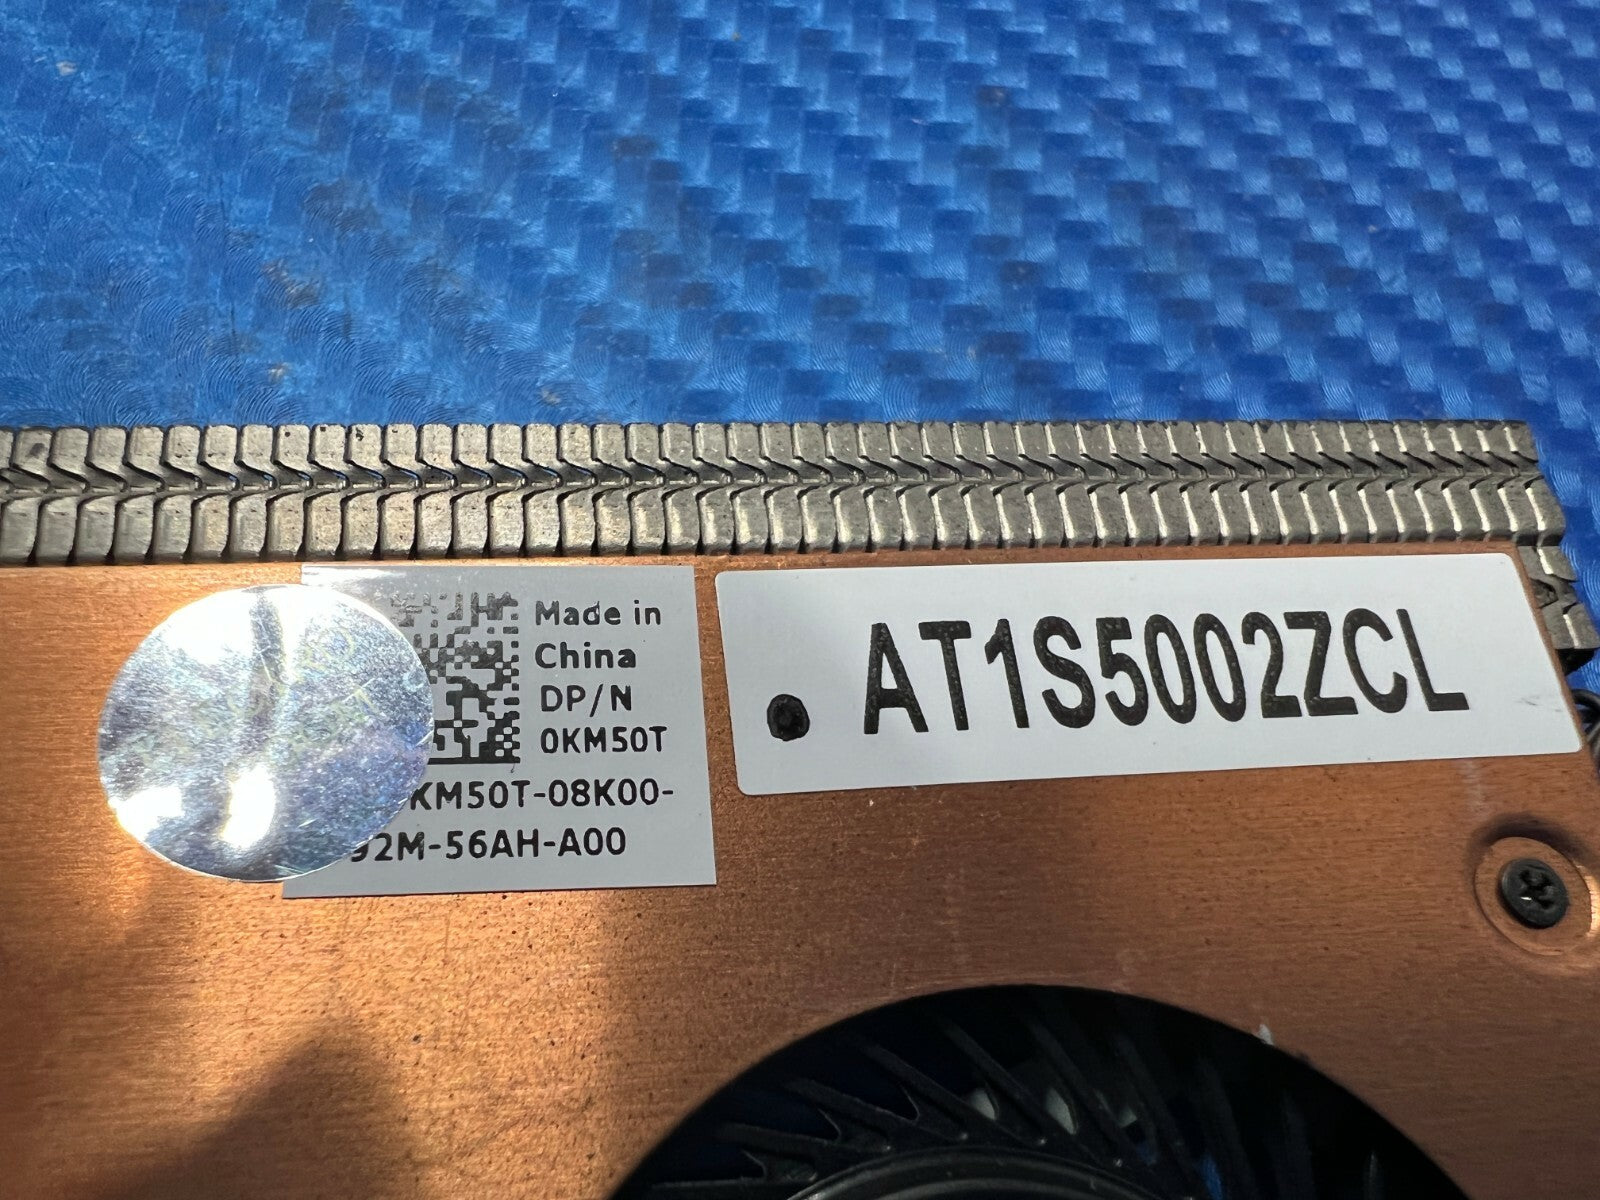 Made in
China
DP/N
0KM50T
KM50T-08K00-
92M-56AH-A00
AT1S5002ZCL